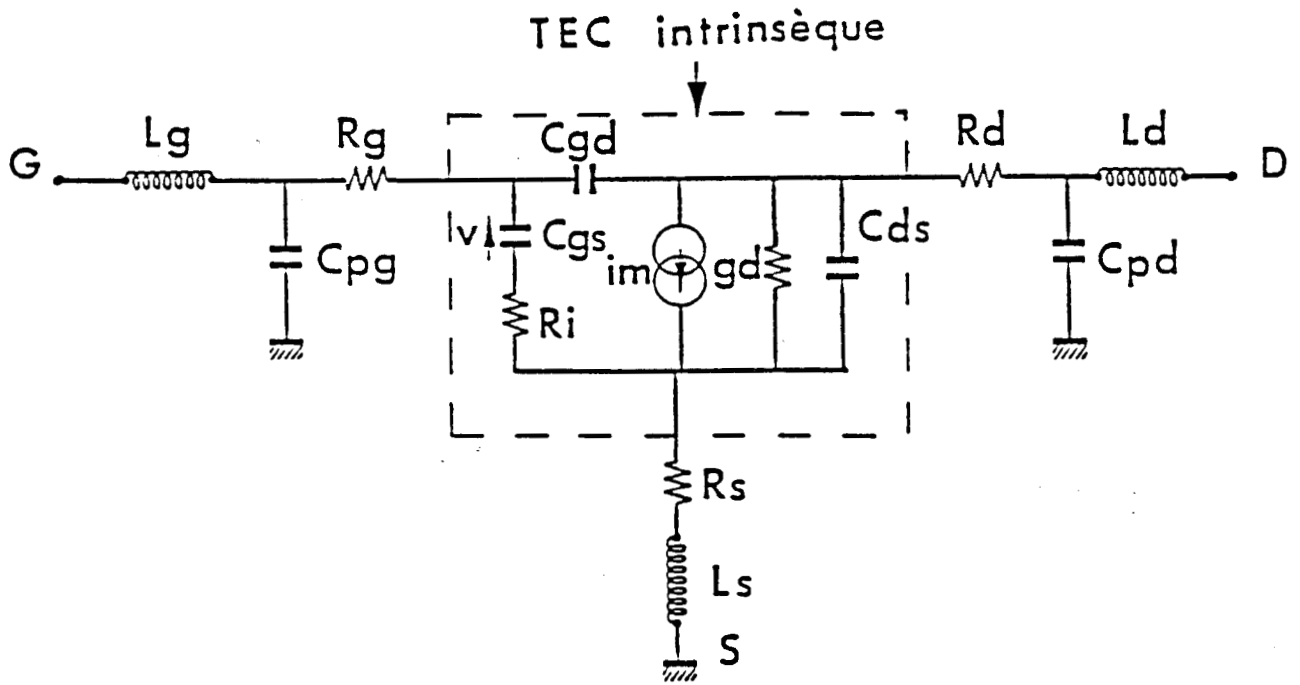 TEC intrinsèque
Lg
Rg
Cgd
Rd
Ld
G
D
v
Cgs
im
gd
Cds
Cpg
Cpd
Ri
Rs
Ls
S